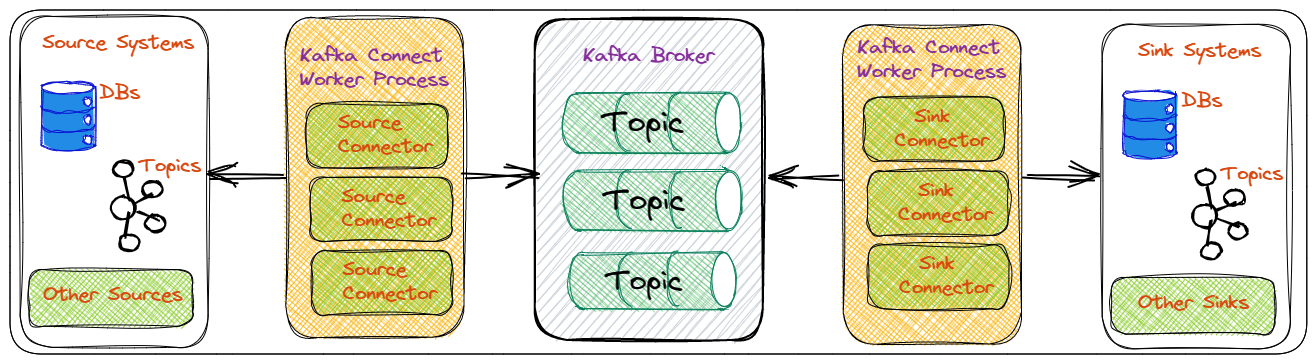 Source Systems
DBs
Topics
Other Sources
Kafka Connect
Worker Process
Source
Connector
Source
Connector
Source
Connector
Kafka Broker
Topic
Topic
Topic
Kafka Connect
Worker Process
Sink
Connector
Sink
Connector
Sink
Connector
Sink Systems
DBs
Topics
Other Sinks